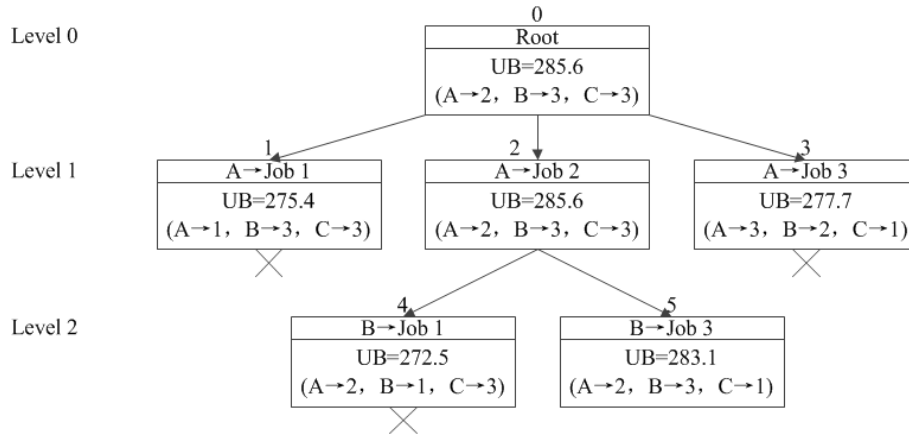 0
Level 0
Root
UB=285.6
(A→2, B→3, C→3)
1 2 3
Level 1
A→Job 1 A→Job 2 A→Job 3
UB=275.4 UB=285.6 UB=277.7
(A→1, B→3, C→3) (A→2, B→3, C→3) (A→3, B→2, C→1)
4 5
Level 2
B→Job 1 B→Job 3
UB=272.5 UB=283.1
(A→2, B→1, C→3) (A→2, B→3, C→1)